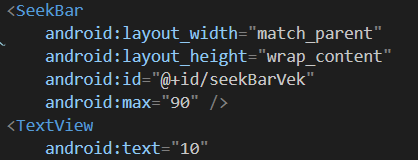 <SeekBar
android:layout_width="match_parent"
android:layout_height="wrap_content"
android:id="@+id/seekBarVek"
android:max="90" />
<TextView
android:text="10"